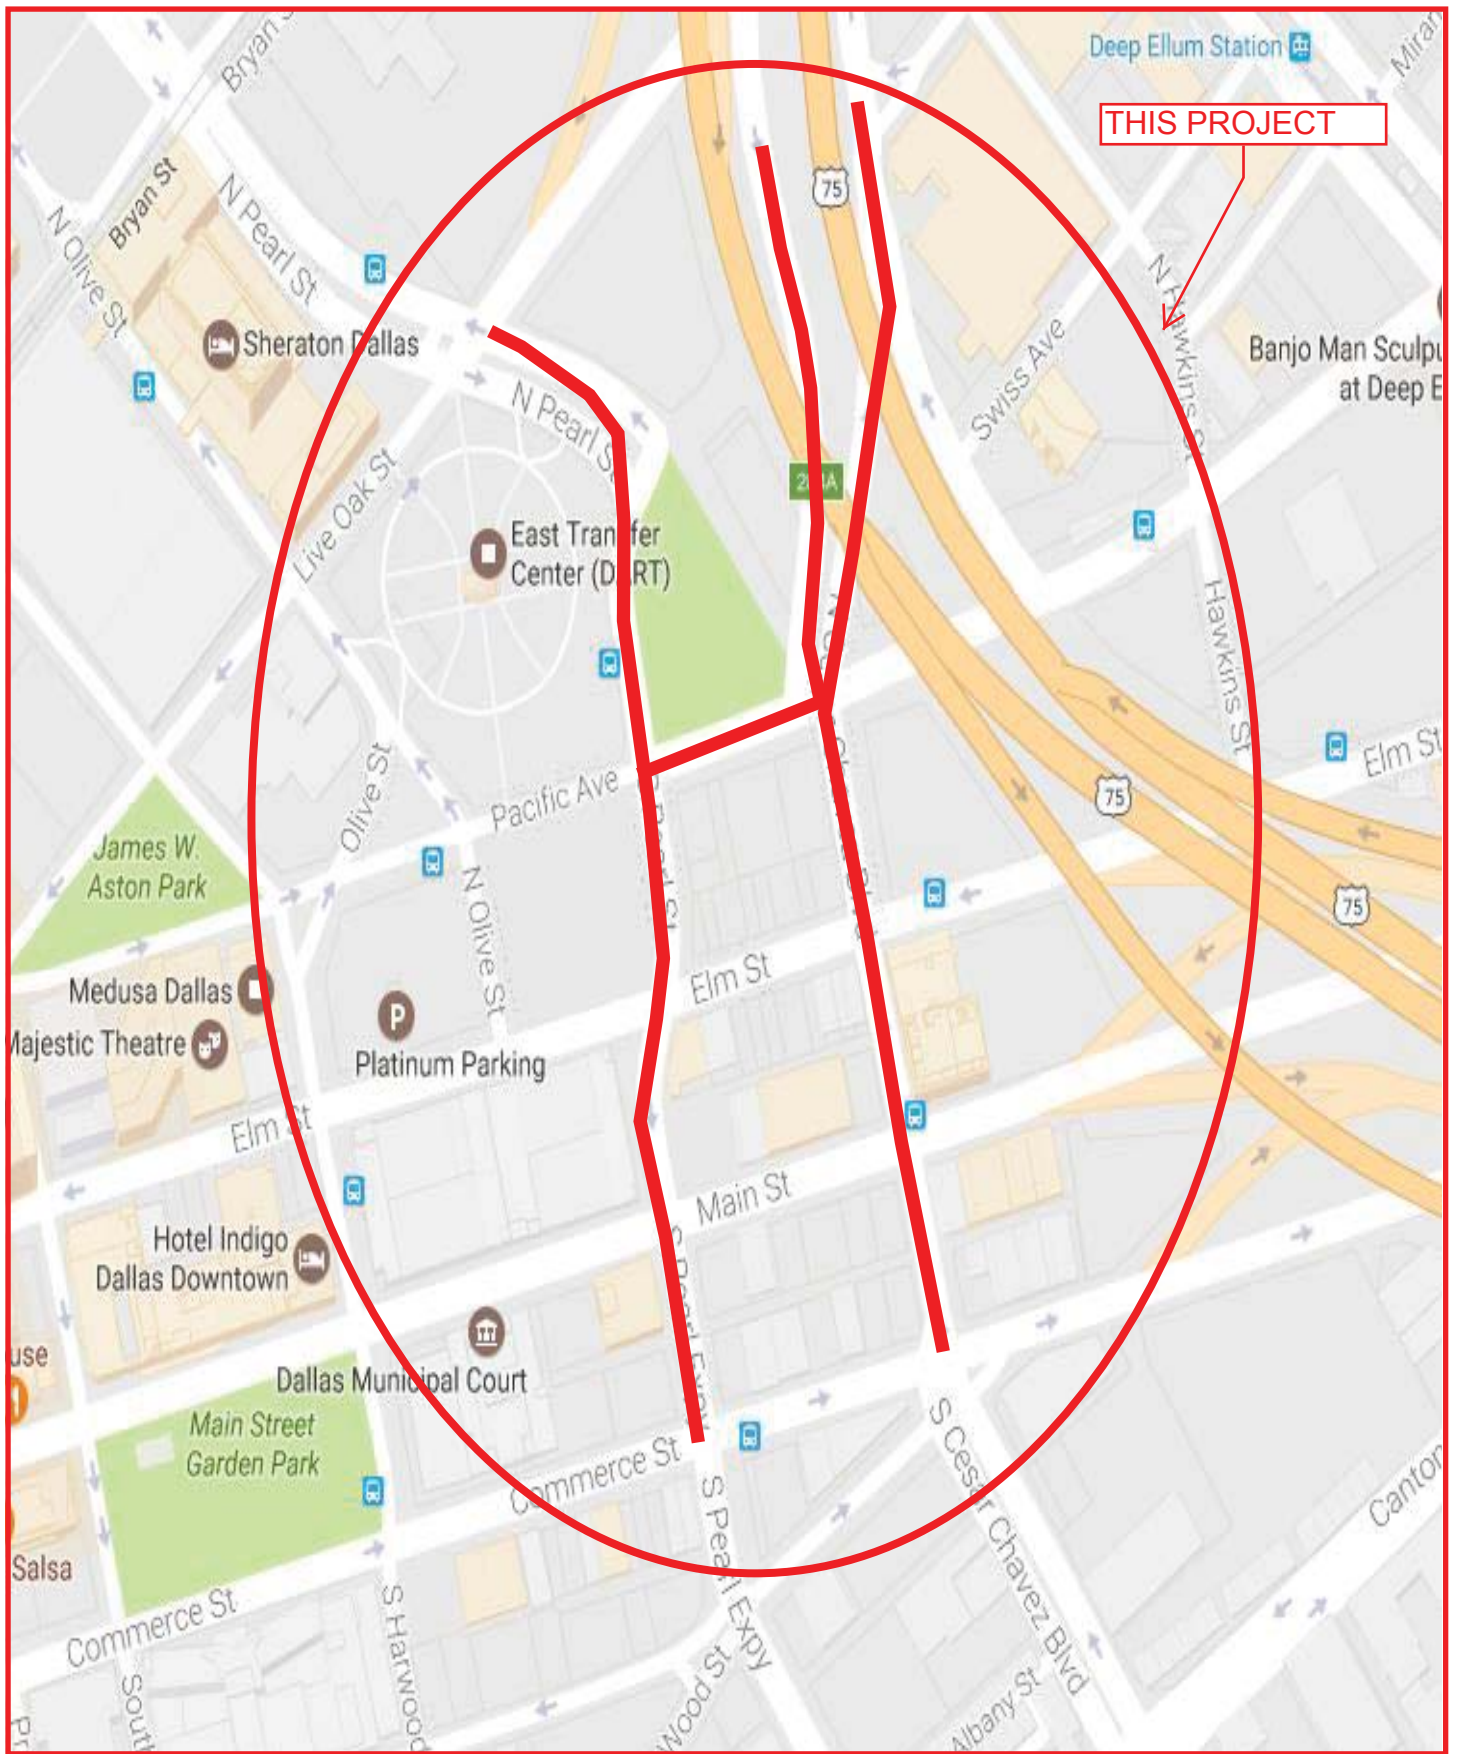 Bryan St
Deep Ellum Station
THIS PROJECT
75
Bryan St
N Pearl St
N Olive St
N Hawkins St
Sheraton Dallas
Swiss Ave
Banjo Man
at Deep
N Pearl St
Live Oak St
East Transfer
Center (DART)
Hawkins St
Elm St
Olive St
Pacific Ave
75
James W.
Aston Park
N Olive St
75
Elm St
Medusa Dallas
Majestic Theatre
P
Platinum Parking
Elm St
Main St
Hotel Indigo
Dallas Downtown
S Pearl Expy
Dallas Municipal Court
Main Street
Garden Park
Commerce St
S Cesar Chavez Blvd
S Pearl Expy
Salsa
Commerce St
S Harwood
Wood St
Albany St